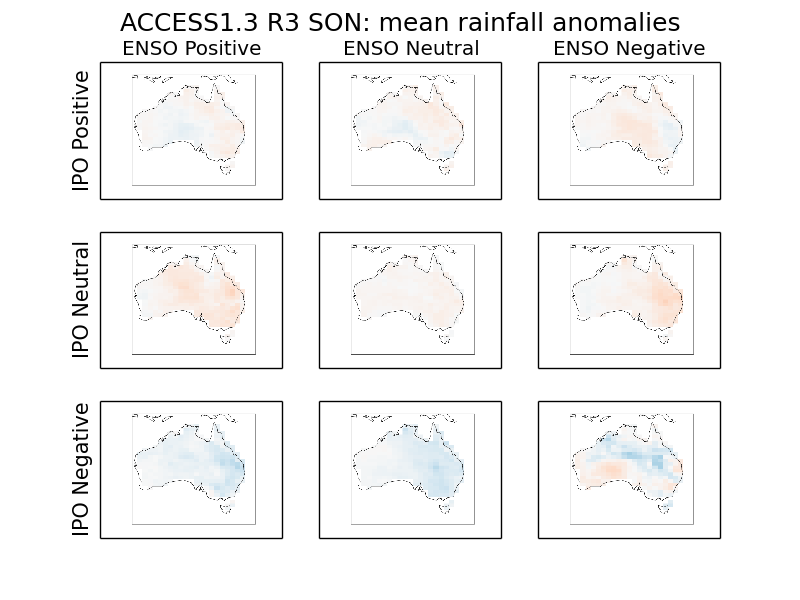 ACCESS1.3 R3 SON: mean rainfall anomalies
ENSO Positive ENSO Neutral ENSO Negative
IPO Positive
IPO Neutral
IPO Negative